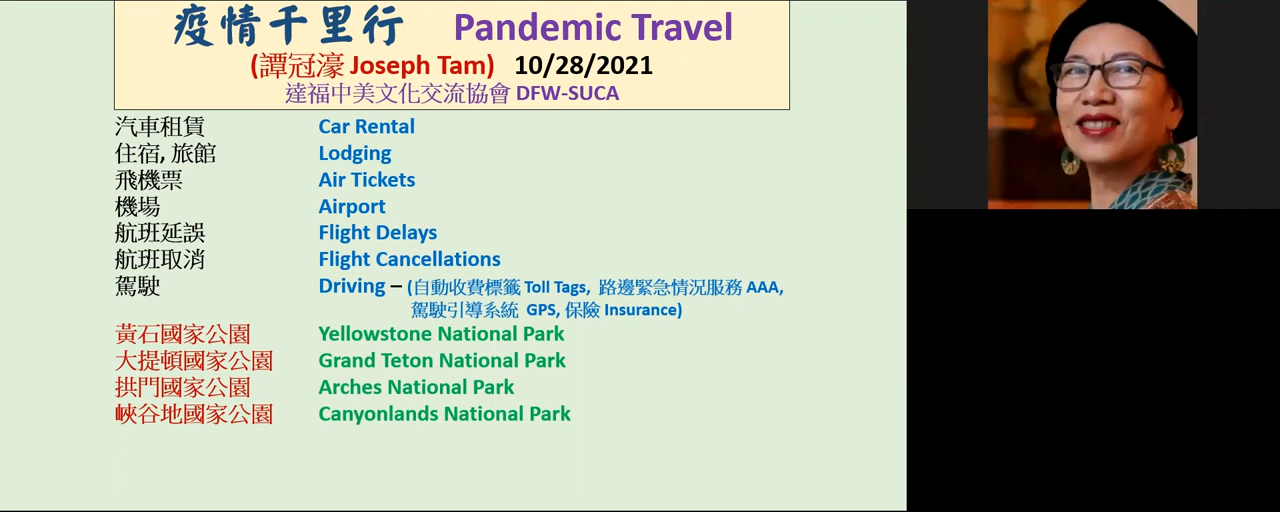 疫情千里行 Pandemic Travel
(譚冠濠 Joseph Tam) 10/28/2021
達福中美文化交流協會 DFW-SUCA
汽車租賃 Car Rental
住宿, 旅館 Lodging
飛機票 Air Tickets
機場 Airport
航班延誤 Flight Delays
航班取消 Flight Cancellations
駕駛 Driving – (自動收費標籤 Toll Tags, 路邊緊急情況服務 AAA,
駕駛引導系統 GPS, 保險 Insurance)
黃石國家公園 Yellowstone National Park
大提頓國家公園 Grand Teton National Park
拱門國家公園 Arches National Park
峽谷地國家公園 Canyonlands National Park